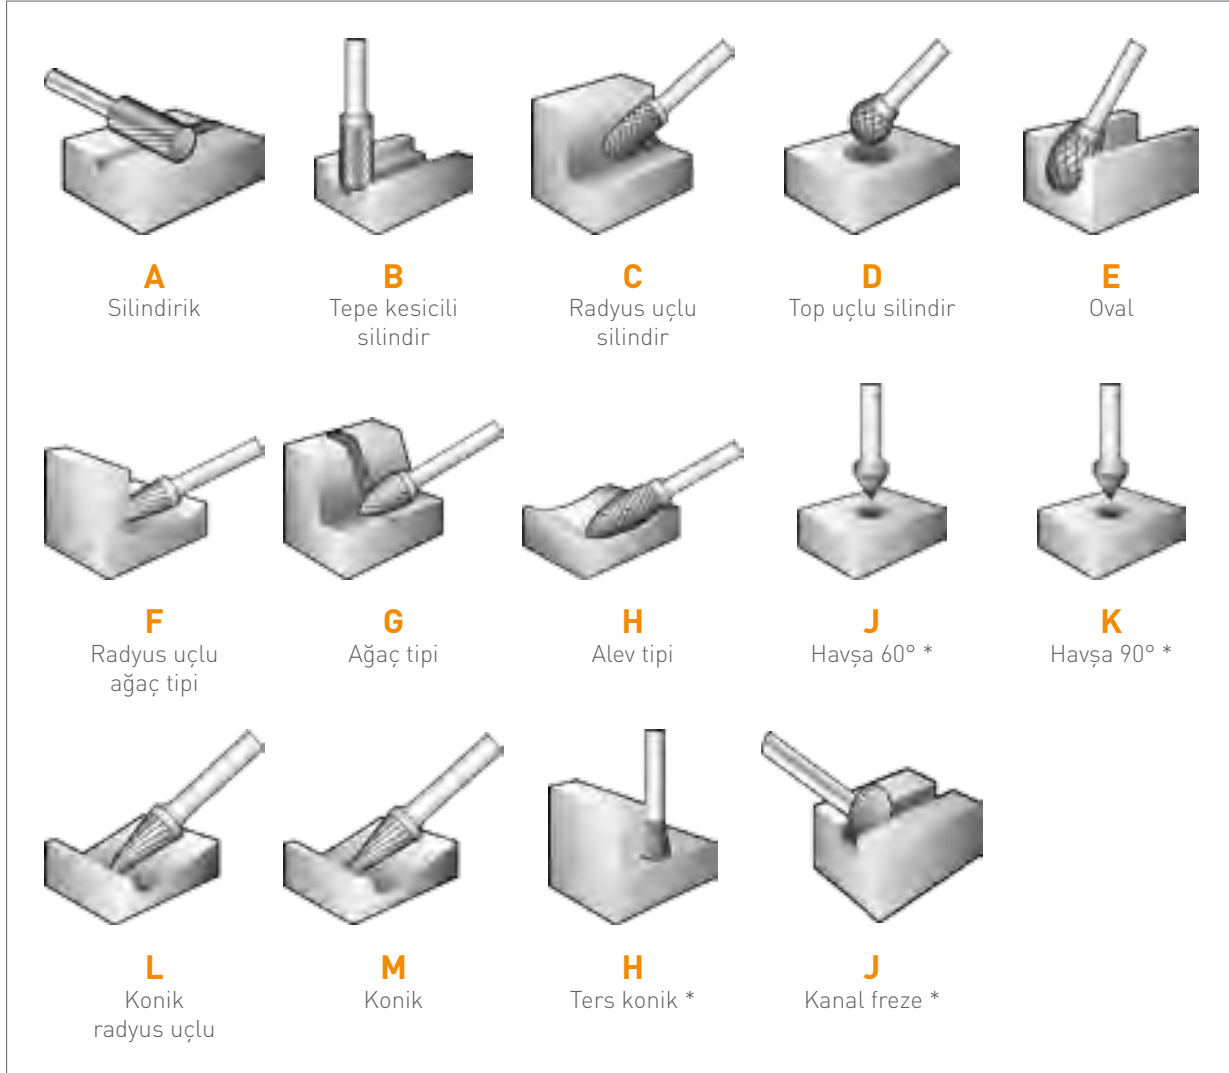 A
Silindirik
B
Tepe kesicili
silindir
C
Radyus uçlu
silindir
D
Top uçlu silindir
E
Oval
F
Radyus uçlu
ağaç tipi
G
Ağaç tipi
H
Alev tipi
J
Havşa 60° *
K
Havşa 90° *
L
Konik
radyus uçlu
M
Konik
H
Ters konik *
J
Kanal freze *